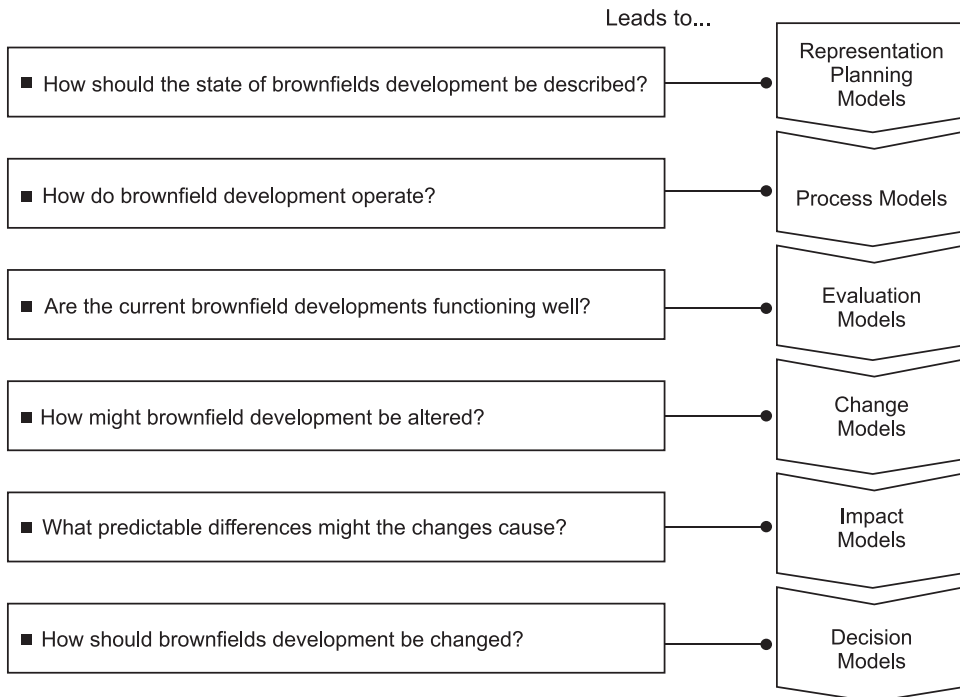 Leads to...
■ How should the state of brownfields development be described?
Representation
Planning
Models
■ How do brownfield development operate?
Process Models
■ Are the current brownfield developments functioning well?
Evaluation
Models
■ How might brownfield development be altered?
Change
Models
■ What predictable differences might the changes cause?
Impact
Models
■ How should brownfields development be changed?
Decision
Models